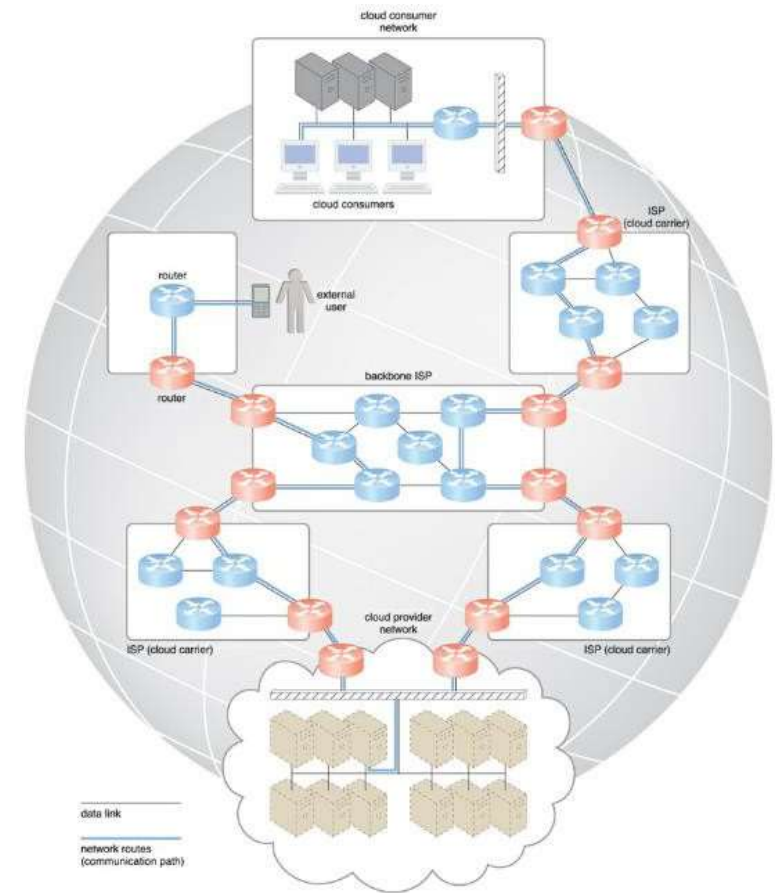 cloud consumer
network
cloud consumers
ISP
(cloud carrier)
router
external
user
router
backbone ISP
cloud provider
network
ISP (cloud carrier)
ISP (cloud carrier)
data link
network routes
(communication path)